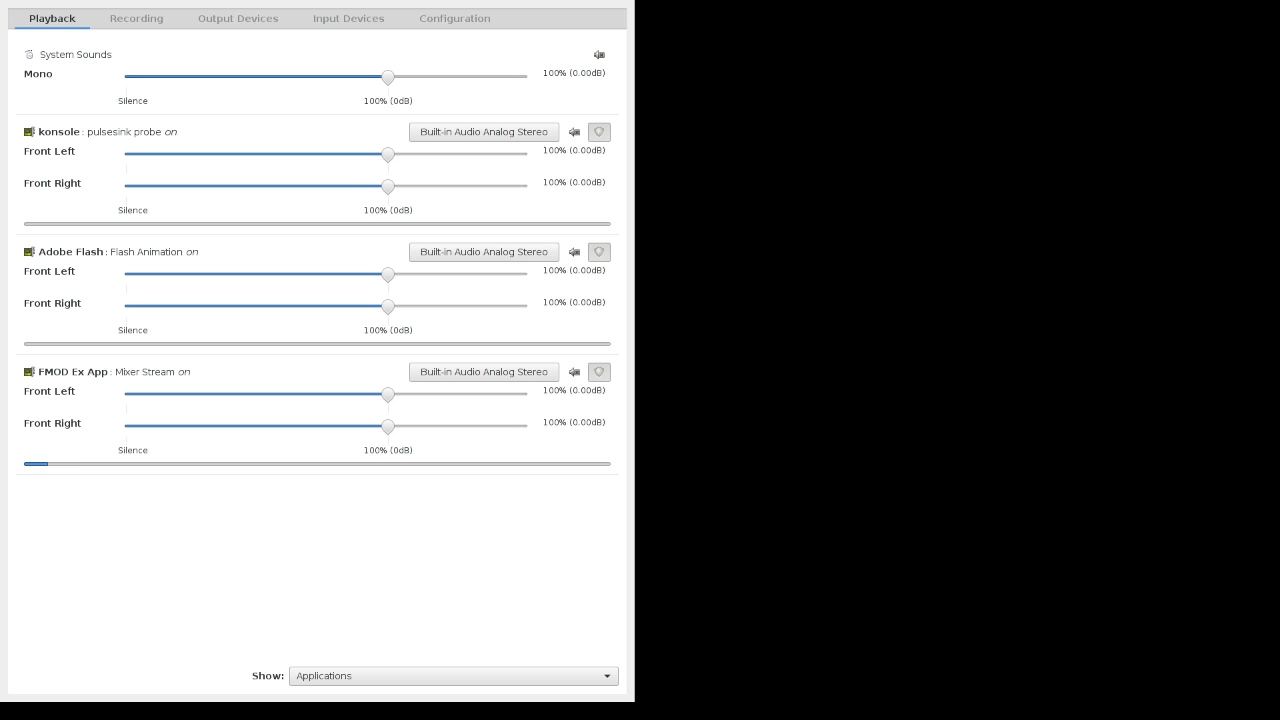 Playback Recording Output Devices Input Devices Configuration
System Sounds
Mono 100% (0.00dB)
Silence 100% (0dB)
konsole : pulsesink probe on Built-in Audio Analog Stereo
Front Left 100% (0.00dB)
Front Right 100% (0.00dB)
Silence 100% (0dB)
Adobe Flash : Flash Animation on Built-in Audio Analog Stereo
Front Left 100% (0.00dB)
Front Right 100% (0.00dB)
Silence 100% (0dB)
FMOD Ex App : Mixer Stream on Built-in Audio Analog Stereo
Front Left 100% (0.00dB)
Front Right 100% (0.00dB)
Silence 100% (0dB)
Show: Applications